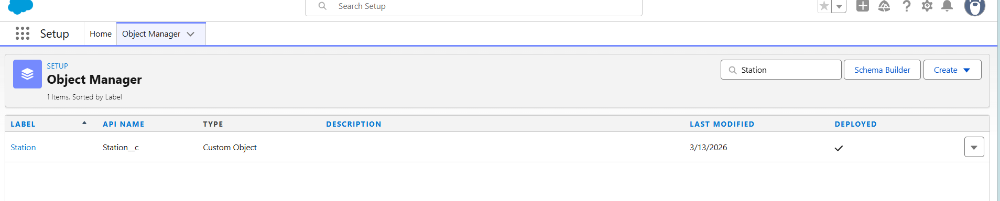 Search Setup
Setup
Home
Object Manager
SETUP
Object Manager
1 Items, Sorted by Label
Station
Schema Builder
Create
LABEL
API NAME
TYPE
DESCRIPTION
LAST MODIFIED
DEPLOYED
Station
Station__c
Custom Object
3/13/2026